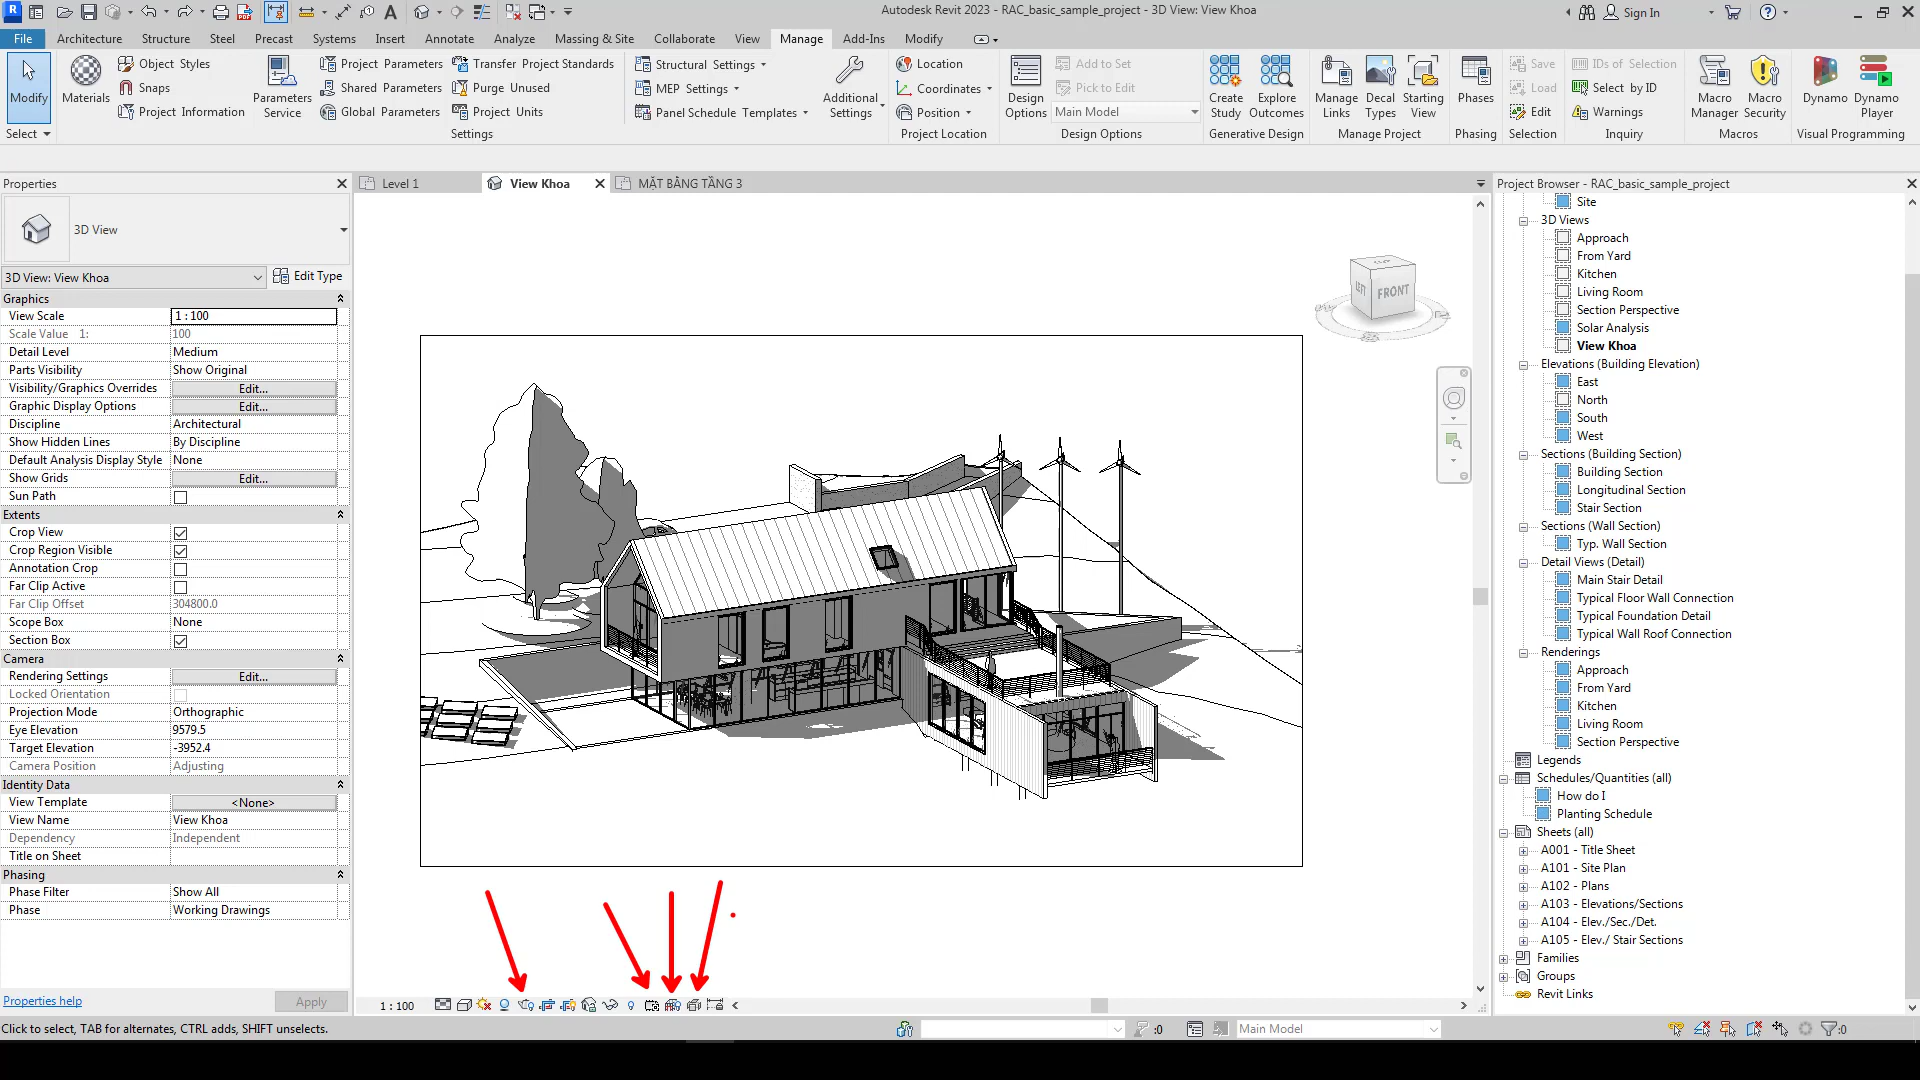 Autodesk Revit 2023 - RAC_basic_sample_project - 3D View: View Khoa
Sign In
File Architecture Structure Steel Precast Systems Insert Annotate Analyze Massing & Site Collaborate View Manage Add-Ins Modify
Modify
Select
Materials
Object Styles
Snaps
Project Information
Parameters Service
Project Parameters
Shared Parameters
Global Parameters
Transfer Project Standards
Purge Unused
Project Units
Settings
Structural Settings
MEP Settings
Panel Schedule Templates
Additional Settings
Location
Coordinates
Position
Project Location
Design Options
Add to Set
Pick to Edit
Main Model
Design Options
Create Study
Explore Outcomes
Generative Design
Manage Links
Decal Types
Starting View
Manage Project
Phases
Phasing
Save
Load
Edit
Selection
IDs of Selection
Select by ID
Warnings
Inquiry
Macro Manager
Macro Security
Macros
Dynamo
Dynamo Player
Visual Programming
Properties
3D View
3D View: View Khoa
Edit Type
Graphics
View Scale 1 : 100
Scale Value 1: 100
Detail Level Medium
Parts Visibility Show Original
Visibility/Graphics Overrides Edit...
Graphic Display Options Edit...
Discipline Architectural
Show Hidden Lines By Discipline
Default Analysis Display Style None
Show Grids Edit...
Sun Path
Extents
Crop View
Crop Region Visible
Annotation Crop
Far Clip Active
Far Clip Offset 304800.0
Scope Box None
Section Box
Camera
Rendering Settings Edit...
Locked Orientation
Projection Mode Orthographic
Eye Elevation 9579.5
Target Elevation -3952.4
Camera Position Adjusting
Identity Data
View Template <None>
View Name View Khoa
Dependency Independent
Title on Sheet
Phasing
Phase Filter Show All
Phase Working Drawings
Properties help
Apply
Level 1
View Khoa
MẶT BẰNG TẦNG 3
LEFT
FRONT
1 : 100
Project Browser - RAC_basic_sample_project
Site
3D Views
Approach
From Yard
Kitchen
Living Room
Section Perspective
Solar Analysis
View Khoa
Elevations (Building Elevation)
East
North
South
West
Sections (Building Section)
Building Section
Longitudinal Section
Stair Section
Sections (Wall Section)
Typ. Wall Section
Detail Views (Detail)
Main Stair Detail
Typical Floor Wall Connection
Typical Foundation Detail
Typical Wall Roof Connection
Renderings
Approach
From Yard
Kitchen
Living Room
Section Perspective
Legends
Schedules/Quantities (all)
How do I
Planting Schedule
Sheets (all)
A001 - Title Sheet
A101 - Site Plan
A102 - Plans
A103 - Elevations/Sections
A104 - Elev./Sec./Det.
A105 - Elev./ Stair Sections
Families
Groups
Revit Links
Click to select, TAB for alternates, CTRL adds, SHIFT unselects.
:0
Main Model
:0